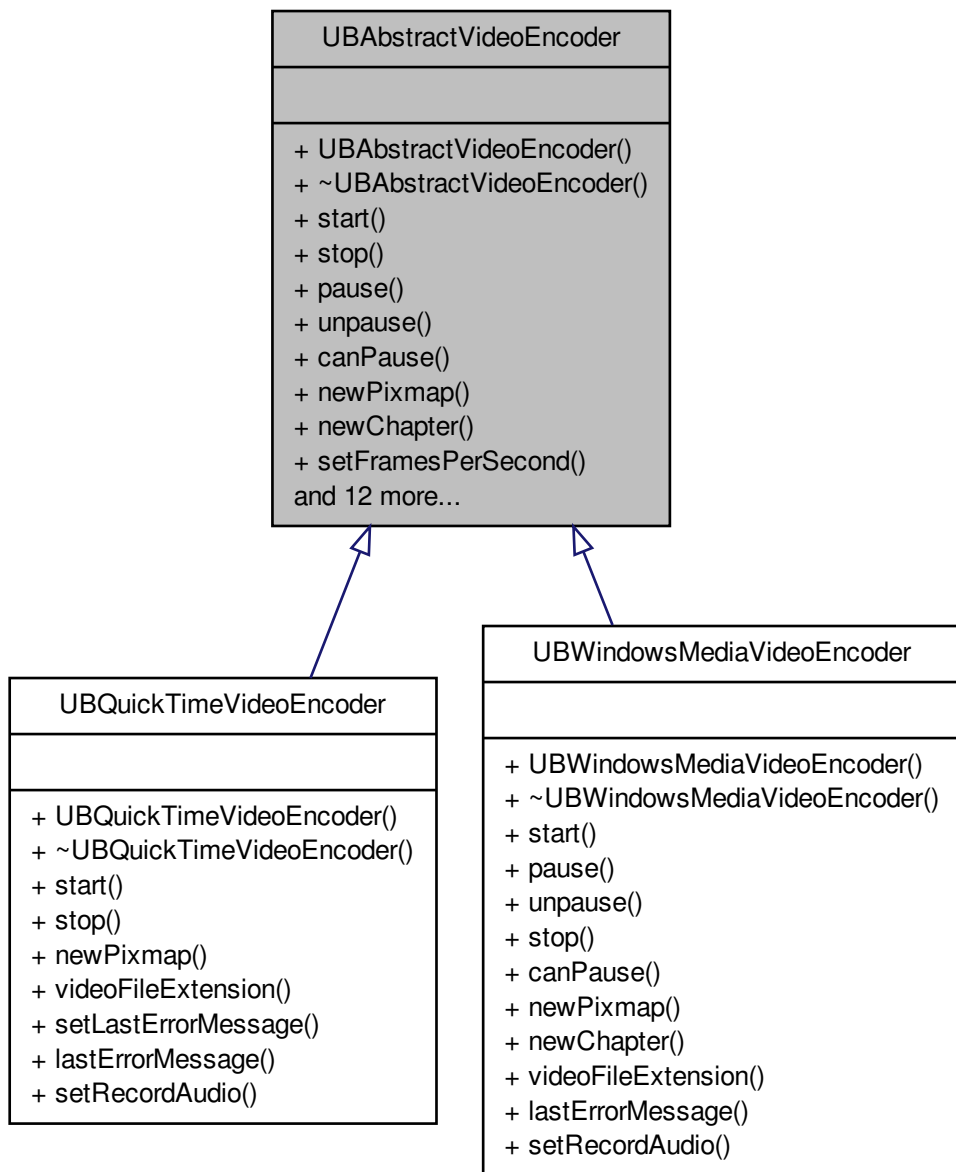 UBAbstractVideoEncoder
+ UBAbstractVideoEncoder()
+ ~UBAbstractVideoEncoder()
+ start()
+ stop()
+ pause()
+ unpause()
+ canPause()
+ newPixmap()
+ newChapter()
+ setFramesPerSecond()
and 12 more...
UBQuickTimeVideoEncoder
+ UBQuickTimeVideoEncoder()
+ ~UBQuickTimeVideoEncoder()
+ start()
+ stop()
+ newPixmap()
+ videoFileExtension()
+ setLastErrorMessage()
+ lastErrorMessage()
+ setRecordAudio()
UBWindowsMediaVideoEncoder
+ UBWindowsMediaVideoEncoder()
+ ~UBWindowsMediaVideoEncoder()
+ start()
+ pause()
+ unpause()
+ stop()
+ canPause()
+ newPixmap()
+ newChapter()
+ videoFileExtension()
+ lastErrorMessage()
+ setRecordAudio()